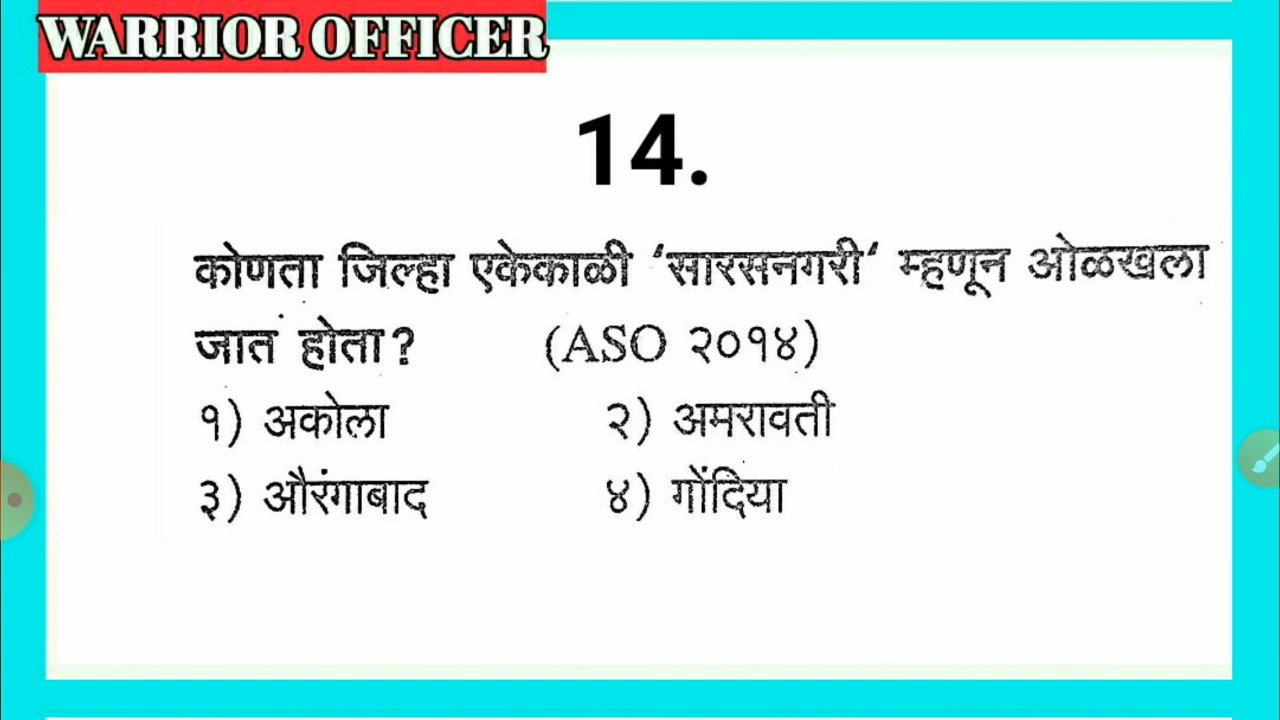 WARRIOR OFFICER
14.
कोणता जिल्हा एकेकाळी ‘सारसनगरी‘ म्हणून ओळखला
जात होता? (ASO २०१४)
१) अकोला २) अमरावती
३) औरंगाबाद ४) गोंदिया